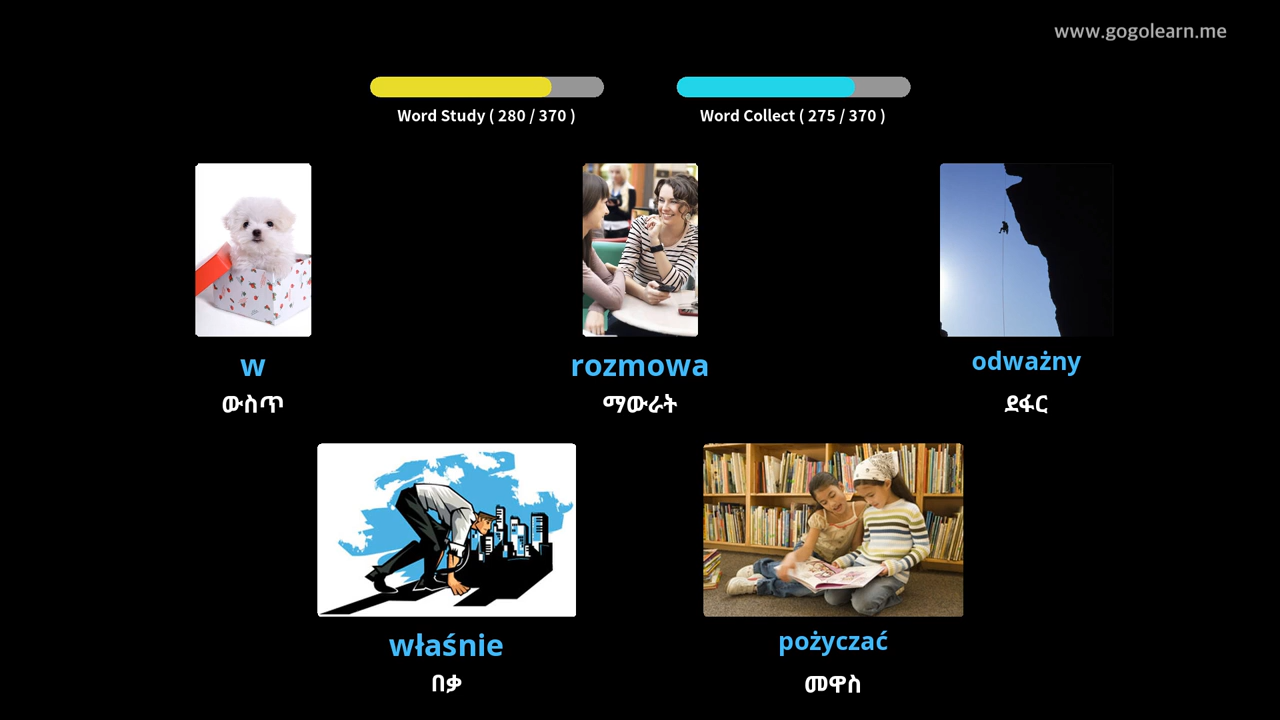 www.gogolearn.me
Word Study ( 280 / 370 )
Word Collect ( 275 / 370 )
w
rozmowa
odważny
ውስጥ
ማውራት
ደፋር
właśnie
pożyczać
በቃ
መዋስ